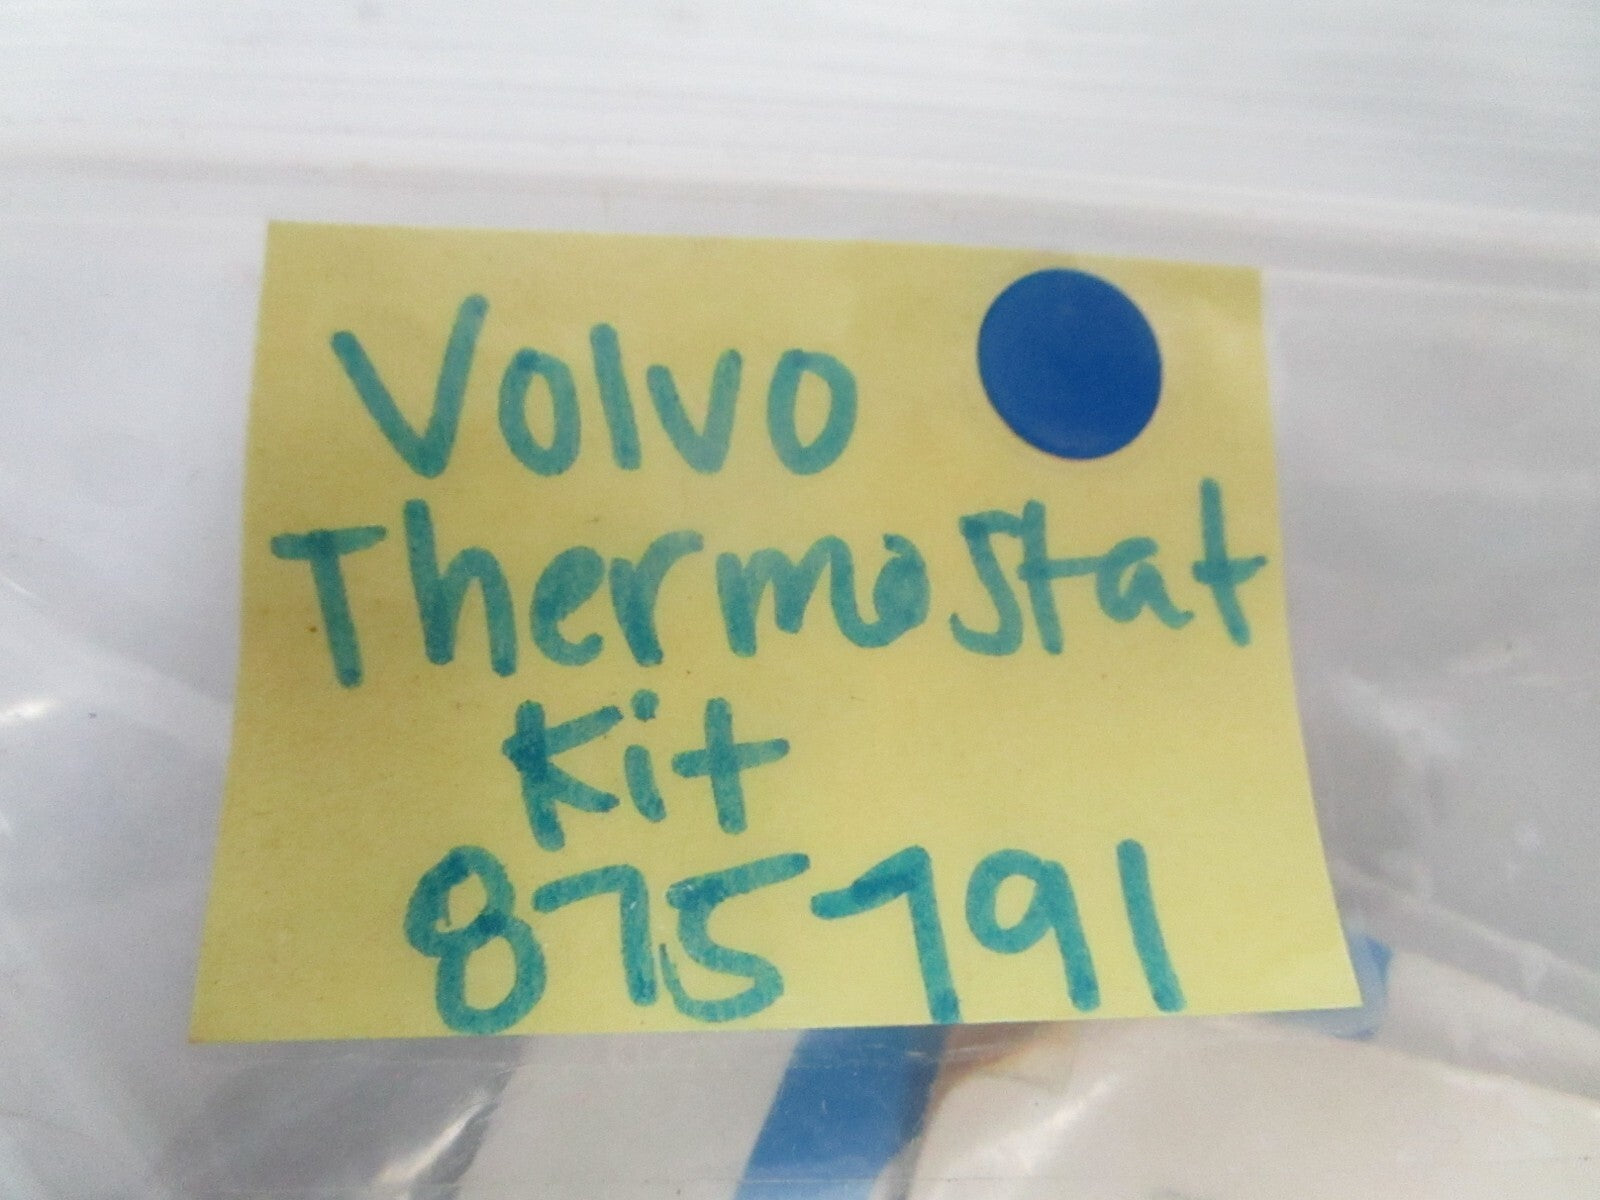 Volvo
Thermostat
Kit
875791